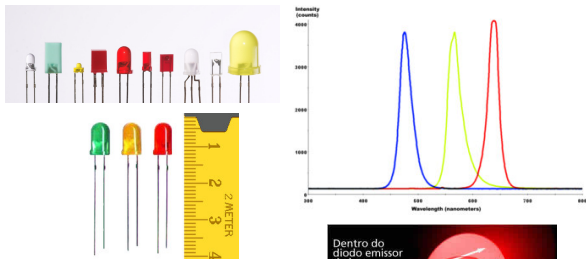 Intensity
(counts)
4000
3000
2000
1000
300
400
500
600
700
800
Wavelength (nanometers)
1
2
3
4
2 METER
Dentro do
diodo emissor